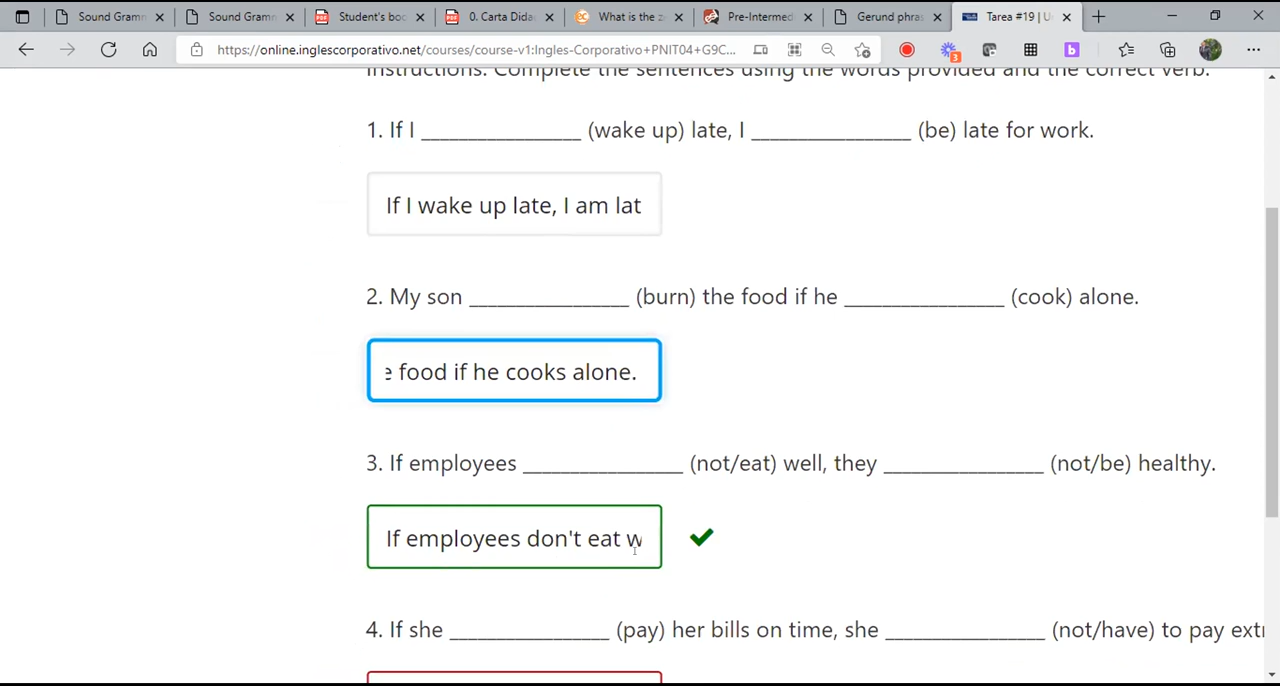 Sound Gramn
Sound Gramn
Student's boc
0. Carta Dida
What is the z
Pre-Intermed
Gerund phra
Tarea #19 | U
https://online.inglescorporativo.net/courses/course-v1:Ingles-Corporativo+PNIT04+G9C...
3
b
Instructions. Complete the sentences using the words provided and the correct verb.
1. If I _______________ (wake up) late, I _______________ (be) late for work.
If I wake up late, I am lat
2. My son _______________ (burn) the food if he _______________ (cook) alone.
e food if he cooks alone.
3. If employees _______________ (not/eat) well, they _______________ (not/be) healthy.
If employees don't eat w
4. If she _______________ (pay) her bills on time, she _______________ (not/have) to pay extr